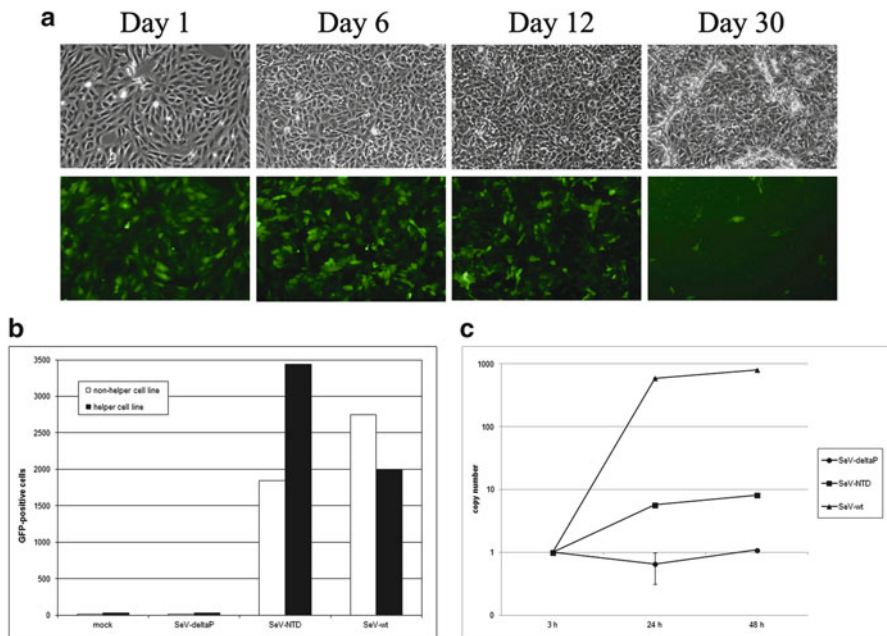 a
Day 1 Day 6 Day 12 Day 30
b
3500
3000
2500
2000
1500
1000
500
0
GFP-positive cells
non-helper cell line
helper cell line
mock SeV-deltaP SeV-NTD SeV-wt
c
1000
100
10
1
0
copy number
3 h 24 h 48 h
SeV-deltaP
SeV-NTD
SeV-wt